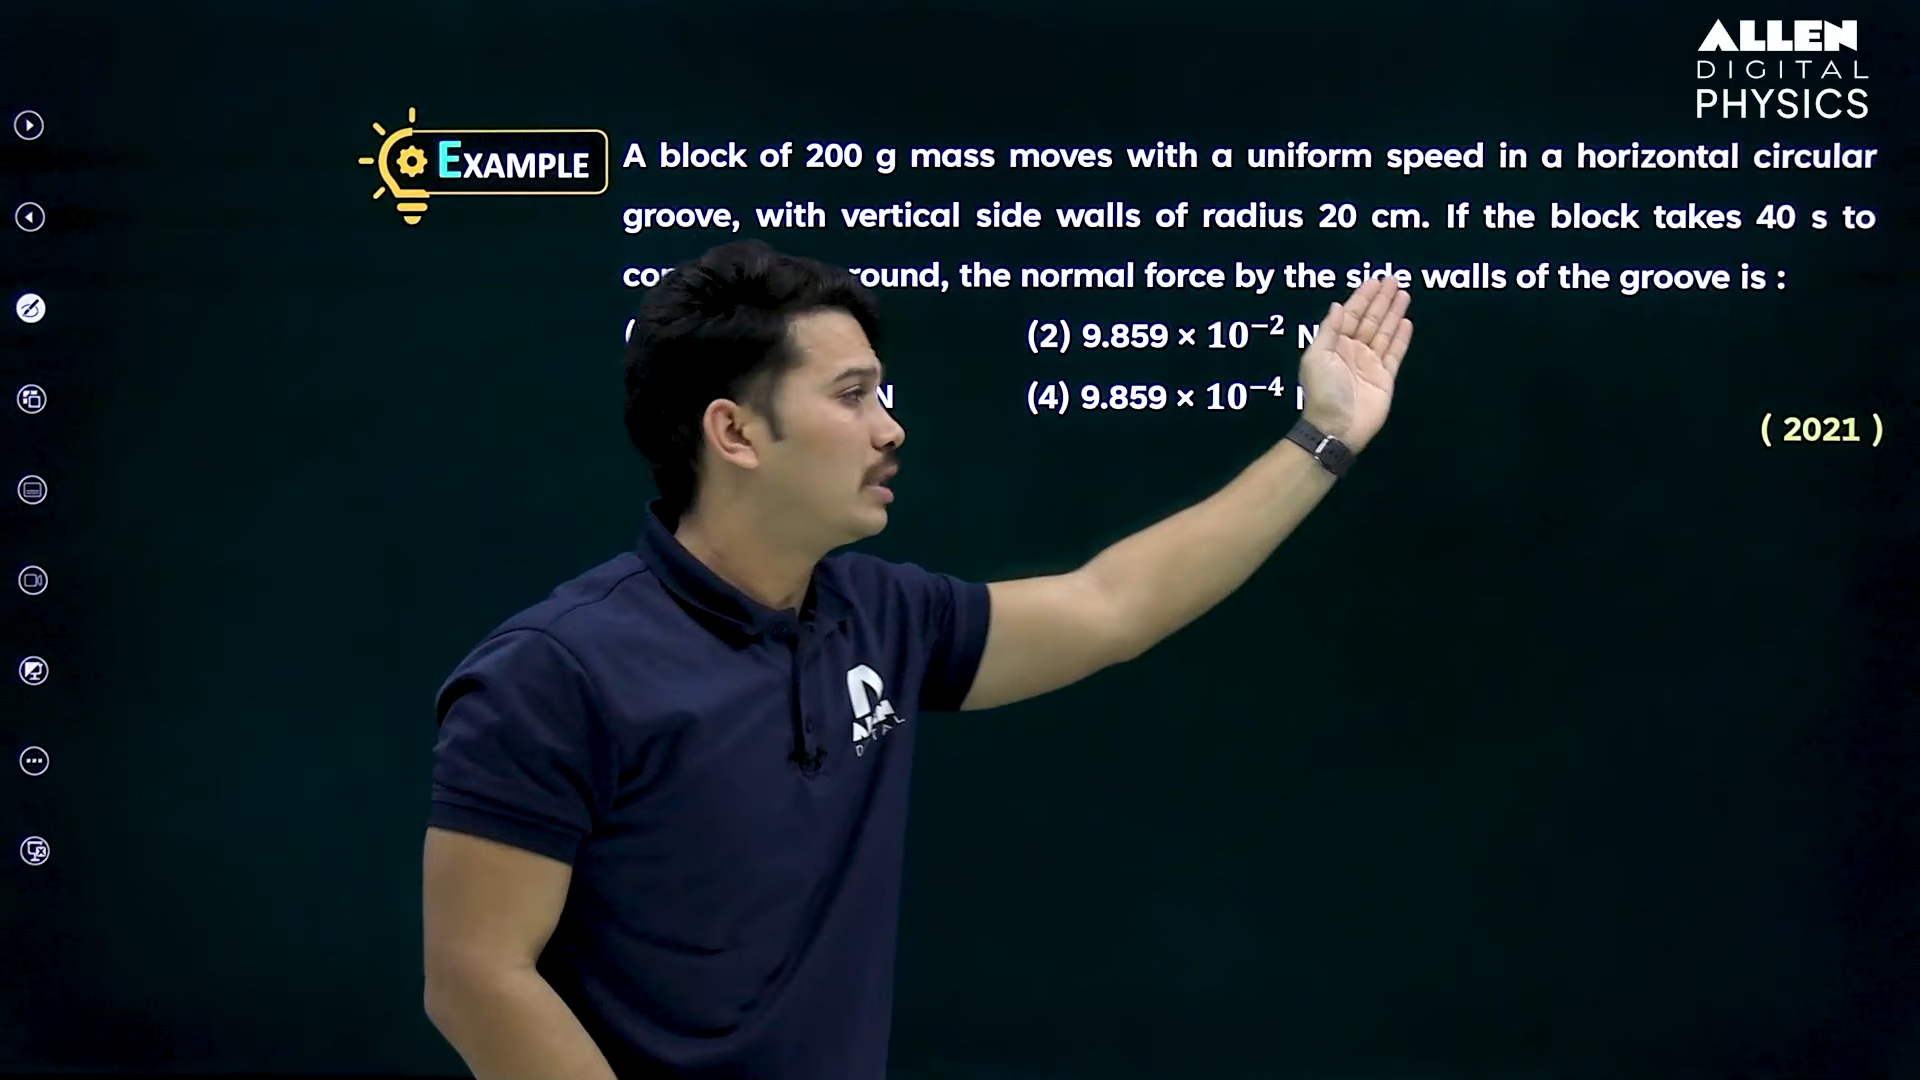 ALLEN
DIGITAL
PHYSICS
EXAMPLE
A block of 200 g mass moves with a uniform speed in a horizontal circular
groove, with vertical side walls of radius 20 cm. If the block takes 40 s to
the normal force by the side walls of the groove is :
(2) 9.859 × 10⁻² N
N (4) 9.859 × 10⁻⁴
( 2021 )